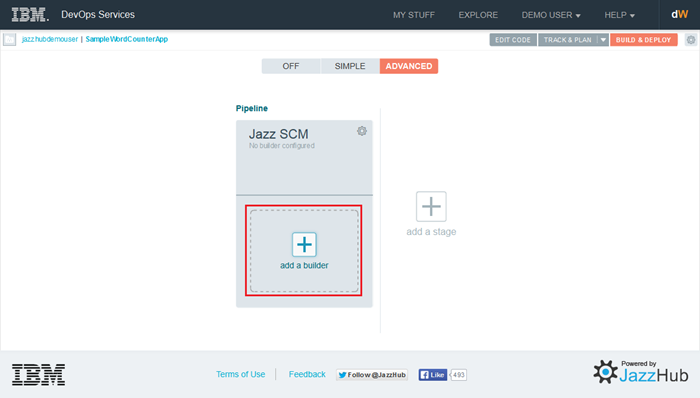 IBM. DevOps Services MY STUFF EXPLORE DEMO USER HELP dW
jazzhubdemouser | SampleWordCounterApp EDIT CODE TRACK & PLAN BUILD & DEPLOY
OFF SIMPLE ADVANCED
Pipeline
Jazz SCM
No builder configured
add a builder
add a stage
IBM Terms of Use Feedback Follow @JazzHub Like 493
Powered by
JazzHub